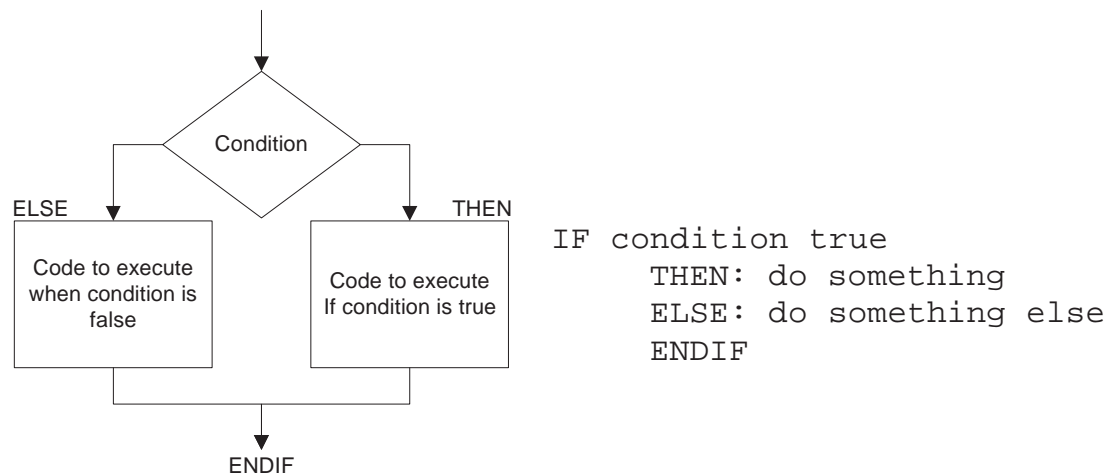 Condition
ELSE
THEN
Code to execute
when condition is
false
Code to execute
If condition is true
ENDIF
IF condition true
THEN: do something
ELSE: do something else
ENDIF